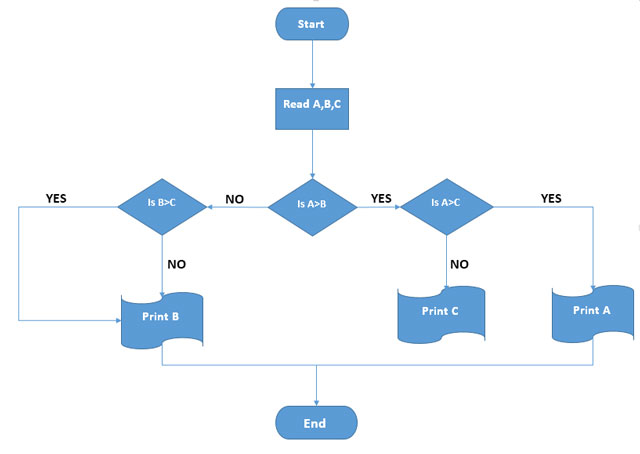 Start
Read A,B,C
YES
Is B>C
NO
Is A>B
YES
Is A>C
YES
NO
NO
Print B
Print C
Print A
End